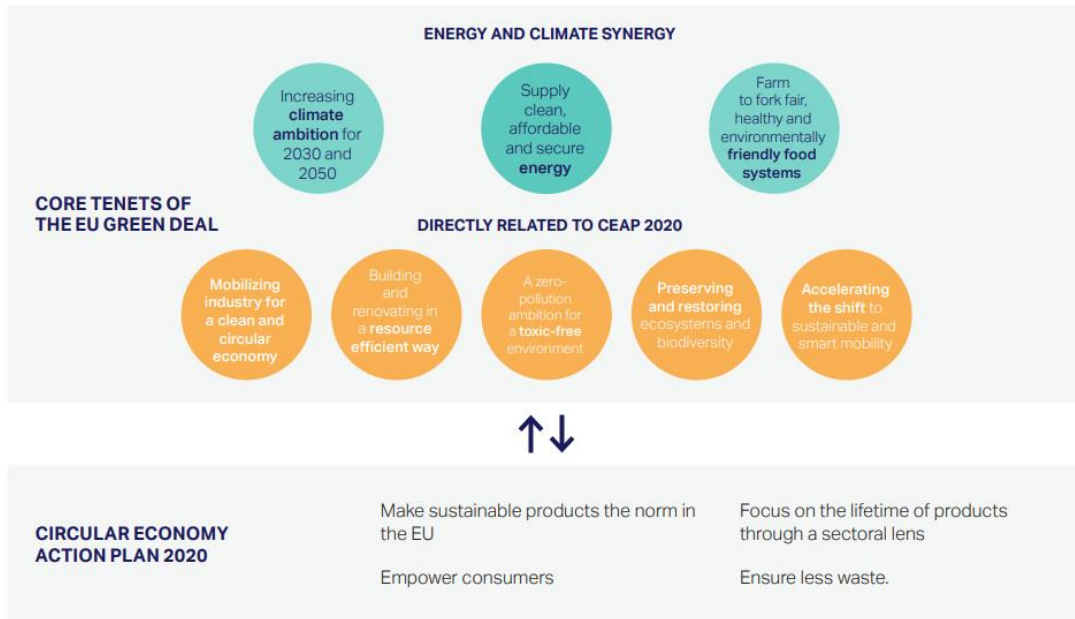 ENERGY AND CLIMATE SYNERGY
Increasing
climate
ambition for
2030 and
2050
Supply
clean,
affordable
and secure
energy
Farm
to fork fair,
healthy and
environmentally
friendly food
systems
CORE TENETS OF
THE EU GREEN DEAL
DIRECTLY RELATED TO CEAP 2020
Mobilizing
industry for
a clean and
circular
economy
Building
and
renovating in
a resource
efficient way
A zero-
pollution
ambition for
a toxic-free
environment
Preserving
and restoring
ecosystems and
biodiversity
Accelerating
the shift to
sustainable and
smart mobility
CIRCULAR ECONOMY
ACTION PLAN 2020
Make sustainable products the norm in
the EU
Empower consumers
Focus on the lifetime of products
through a sectoral lens
Ensure less waste.